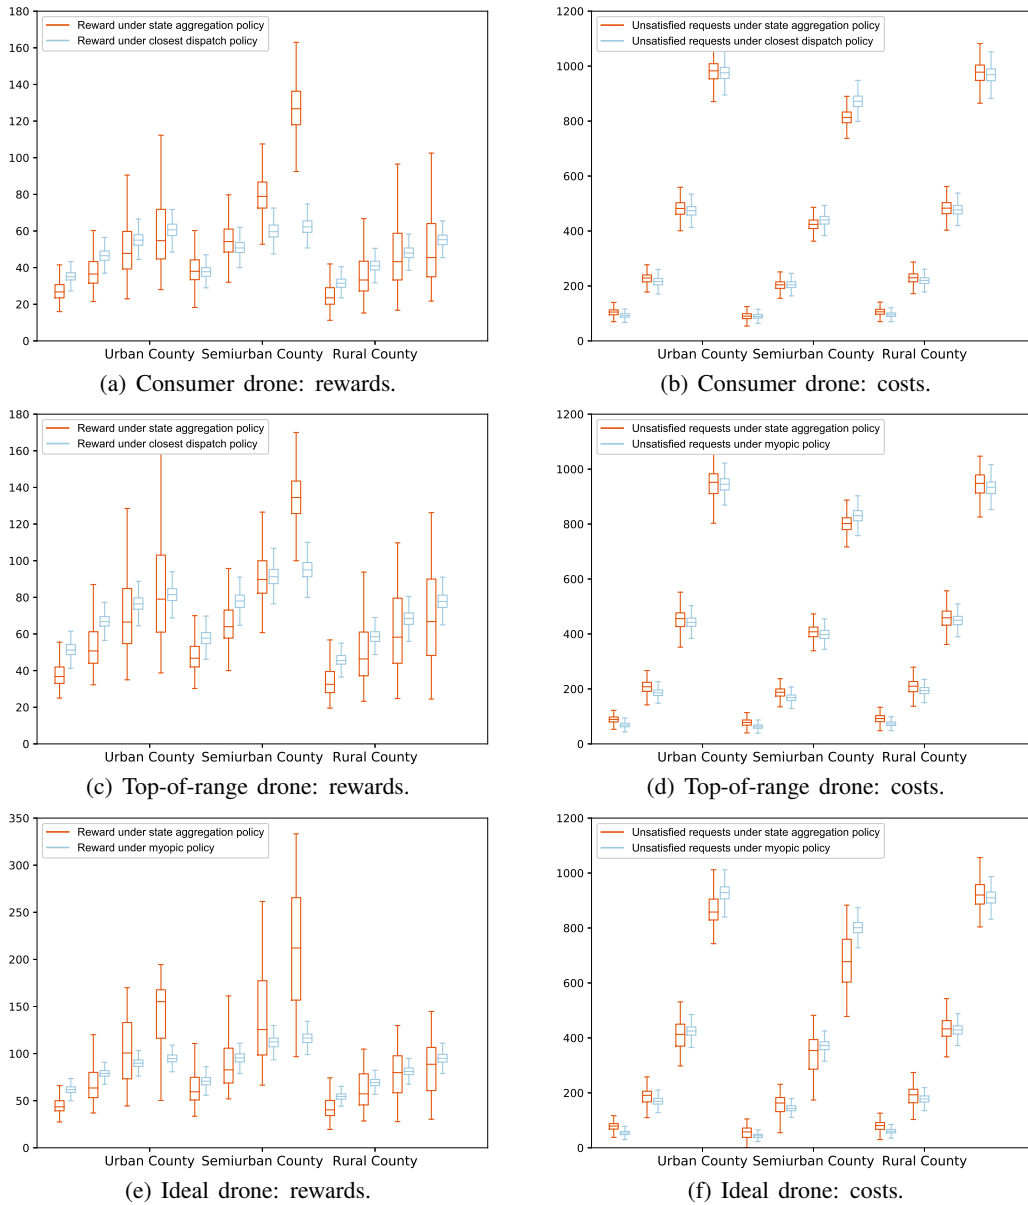 Reward under state aggregation policy
Reward under closest dispatch policy
180
160
140
120
100
80
60
40
20
0
Urban County Semiurban County Rural County
(a) Consumer drone: rewards.
Unsatisfied requests under state aggregation policy
Unsatisfied requests under closest dispatch policy
1200
1000
800
600
400
200
0
Urban County Semiurban County Rural County
(b) Consumer drone: costs.
Reward under state aggregation policy
Reward under closest dispatch policy
180
160
140
120
100
80
60
40
20
0
Urban County Semiurban County Rural County
(c) Top-of-range drone: rewards.
Unsatisfied requests under state aggregation policy
Unsatisfied requests under myopic policy
1200
1000
800
600
400
200
0
Urban County Semiurban County Rural County
(d) Top-of-range drone: costs.
Reward under state aggregation policy
Reward under myopic policy
350
300
250
200
150
100
50
0
Urban County Semiurban County Rural County
(e) Ideal drone: rewards.
Unsatisfied requests under state aggregation policy
Unsatisfied requests under myopic policy
1200
1000
800
600
400
200
0
Urban County Semiurban County Rural County
(f) Ideal drone: costs.